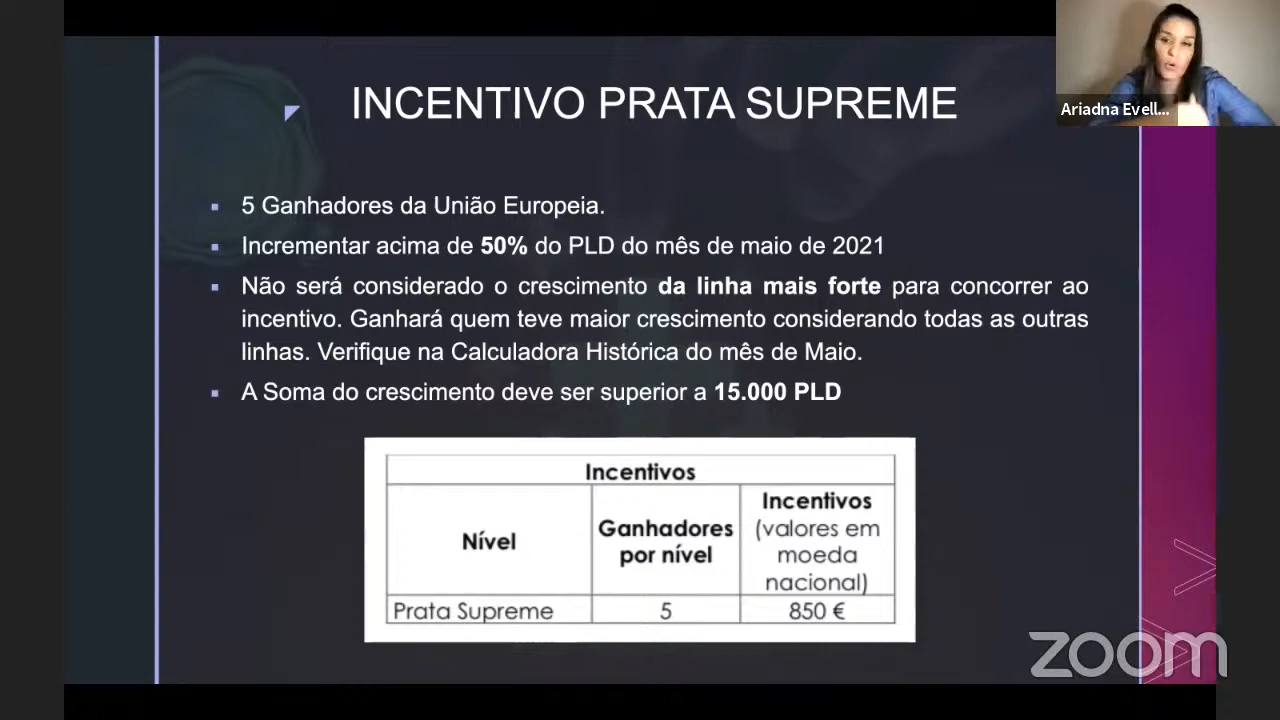 INCENTIVO PRATA SUPREME
Ariadna Evell...
5 Ganhadores da União Europeia.
Incrementar acima de 50% do PLD do mês de maio de 2021
Não será considerado o crescimento da linha mais forte para concorrer ao
incentivo. Ganhará quem teve maior crescimento considerando todas as outras
linhas. Verifique na Calculadora Histórica do mês de Maio.
A Soma do crescimento deve ser superior a 15.000 PLD
Incentivos
Nível
Ganhadores
por nível
Incentivos
(valores em
moeda
nacional)
Prata Supreme 5 850 €
zoom